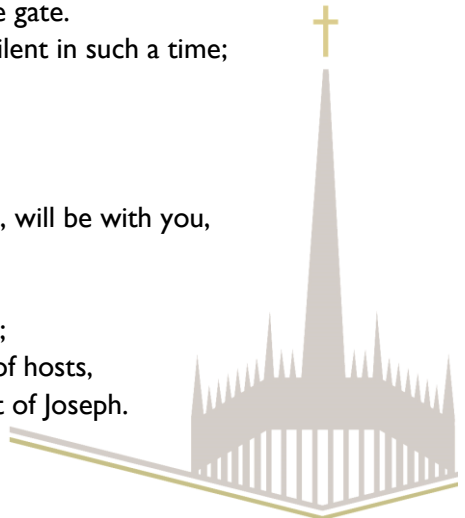 e gate.
ilent in such a time;
, will be with you,
;
of hosts,
t of Joseph.